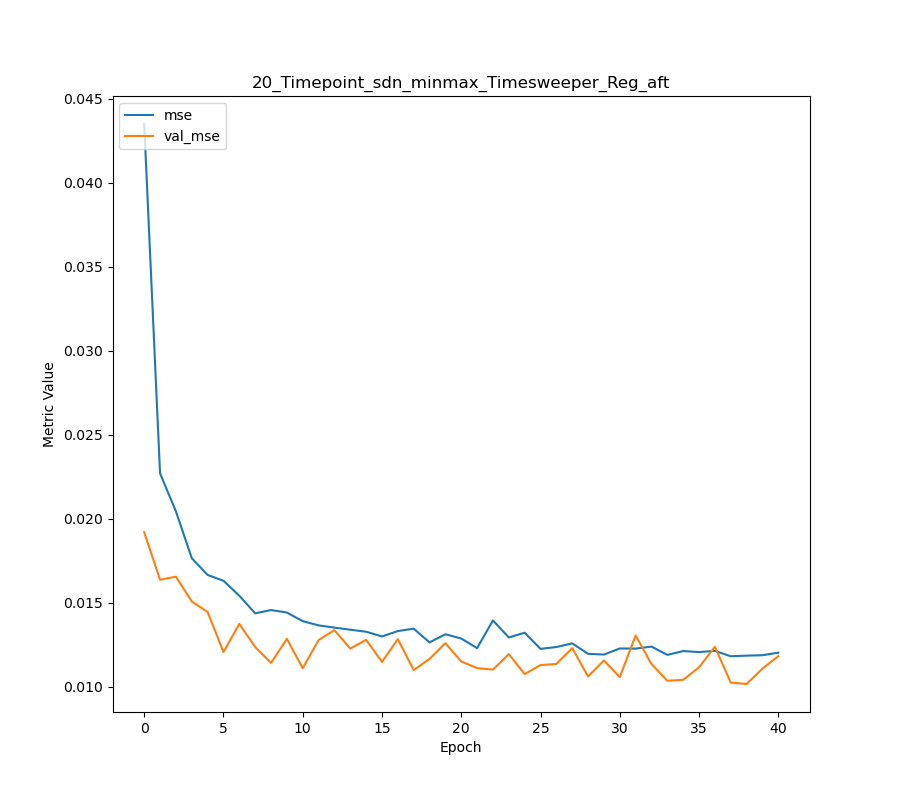 20_Timepoint_sdn_minmax_Timesweeper_Reg_aft
mse
val_mse
0.045
0.040
0.035
0.030
0.025
0.020
0.015
0.010
Metric Value
0 5 10 15 20 25 30 35 40
Epoch